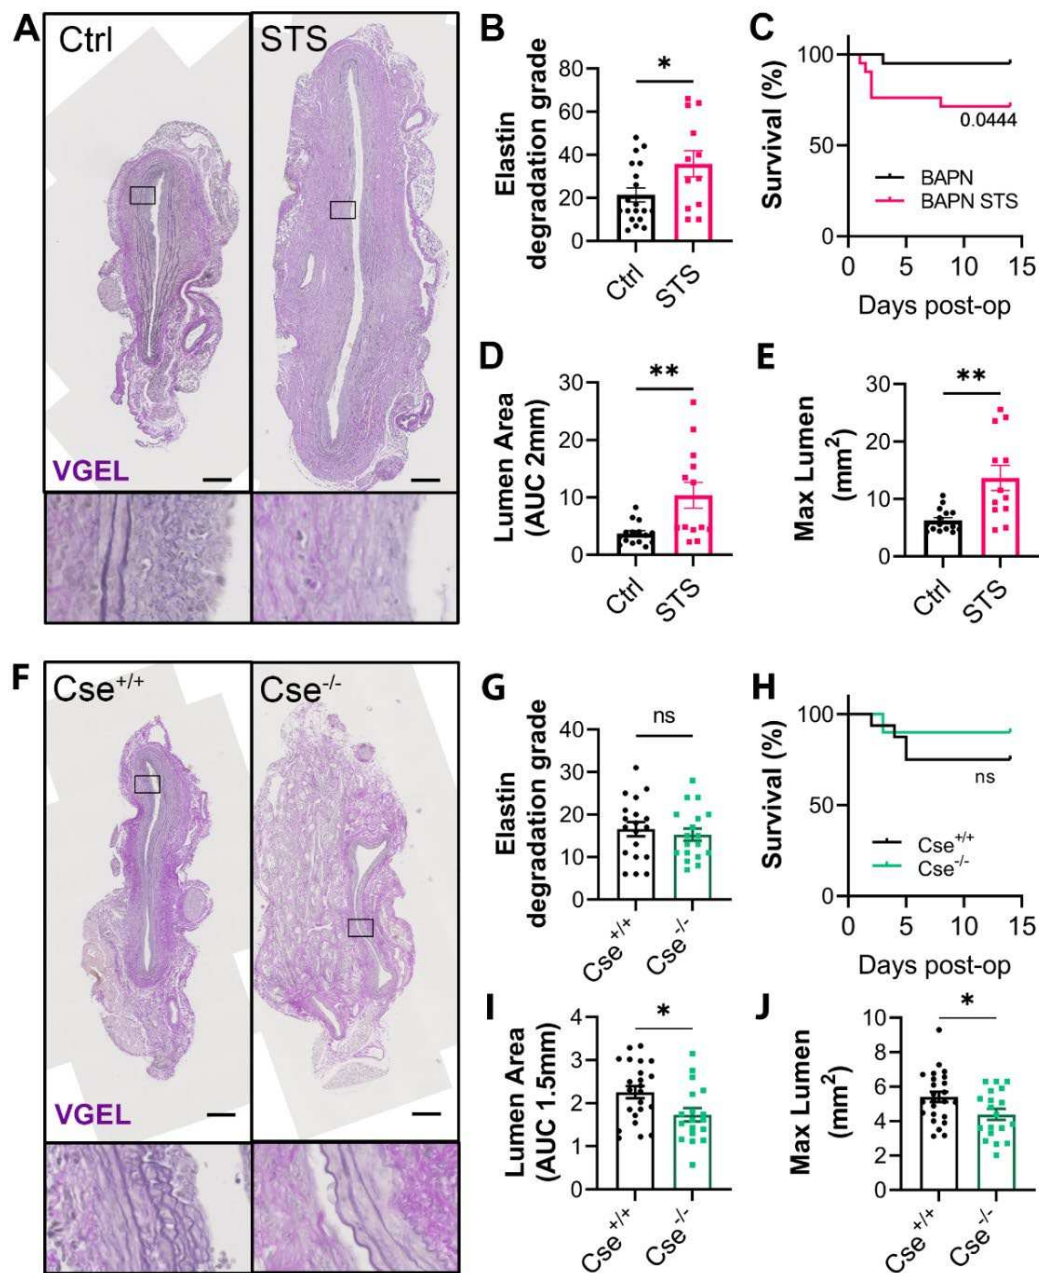 A
Ctrl
STS
VGEL
B
Elastin
degradation grade
80
60
40
20
0
*
Ctrl
STS
C
Survival (%)
100
50
0
0.0444
BAPN
BAPN STS
0
5
10
15
Days post-op
D
Lumen Area
(AUC 2mm)
30
20
10
0
**
Ctrl
STS
E
Max Lumen
(mm²)
30
20
10
0
**
Ctrl
STS
F
Cse+/+
Cse-/-
VGEL
G
Elastin
degradation grade
40
30
20
10
0
ns
Cse+/+
Cse-/-
H
Survival (%)
100
50
0
ns
Cse+/+
Cse-/-
0
5
10
15
Days post-op
I
Lumen Area
(AUC 1.5mm)
4
3
2
1
0
*
Cse+/+
Cse-/-
J
Max Lumen
(mm²)
10
8
6
4
2
0
*
Cse+/+
Cse-/-